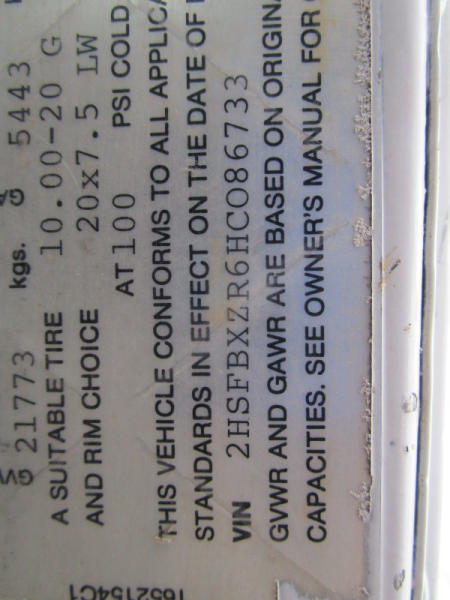 21773 kgs. 5443
A SUITABLE TIRE 10.00-20 G
AND RIM CHOICE 20x7.5 LW
AT 100 PSI COLD
THIS VEHICLE CONFORMS TO ALL APPLICA
STANDARDS IN EFFECT ON THE DATE OF
VIN 2HSFBXZR6HC086733
GVWR AND GAWR ARE BASED ON ORIGINA
CAPACITIES. SEE OWNER'S MANUAL FOR
1652154C1